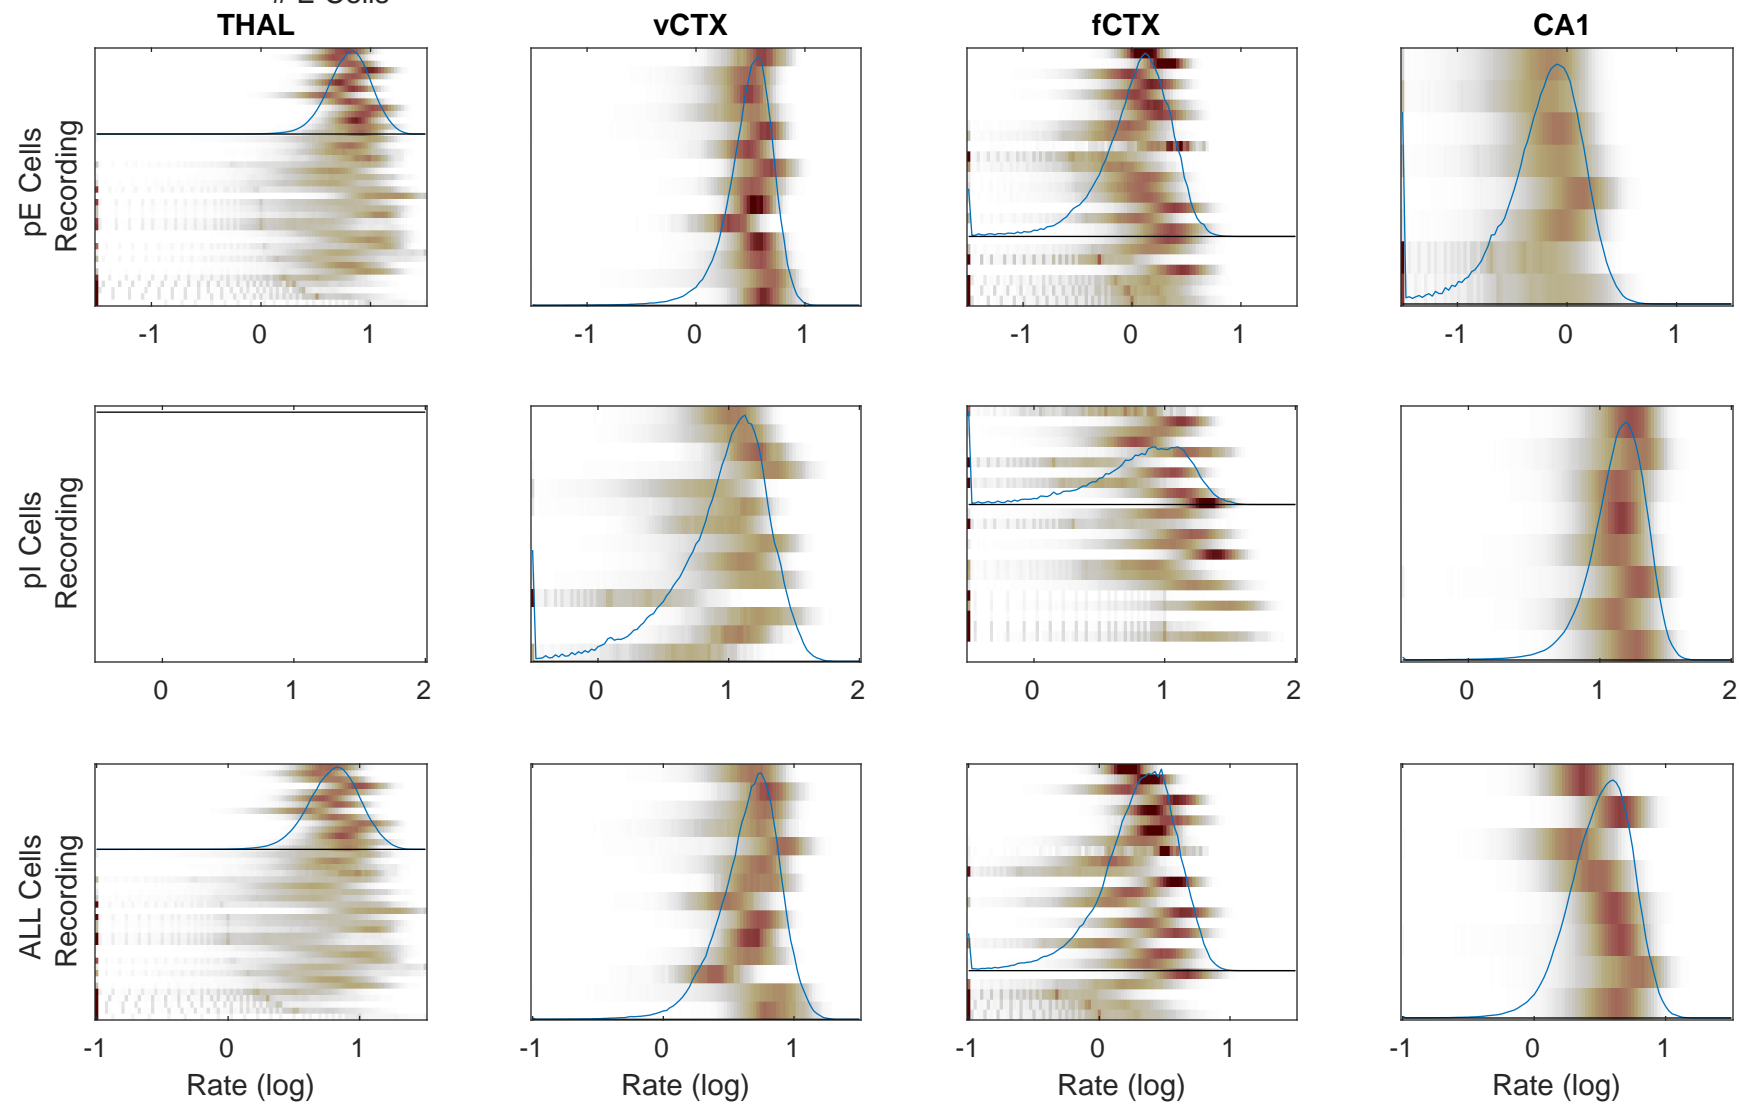 # E Cells
THAL vCTX fCTX CA1
pE Cells
Recording
-1 0 1 -1 0 1 -1 0 1 -1 0 1
pI Cells
Recording
0 1 2 0 1 2 0 1 2 0 1 2
ALL Cells
Recording
-1 0 1 -1 0 1 -1 0 1 -1 0 1
Rate (log) Rate (log) Rate (log) Rate (log)